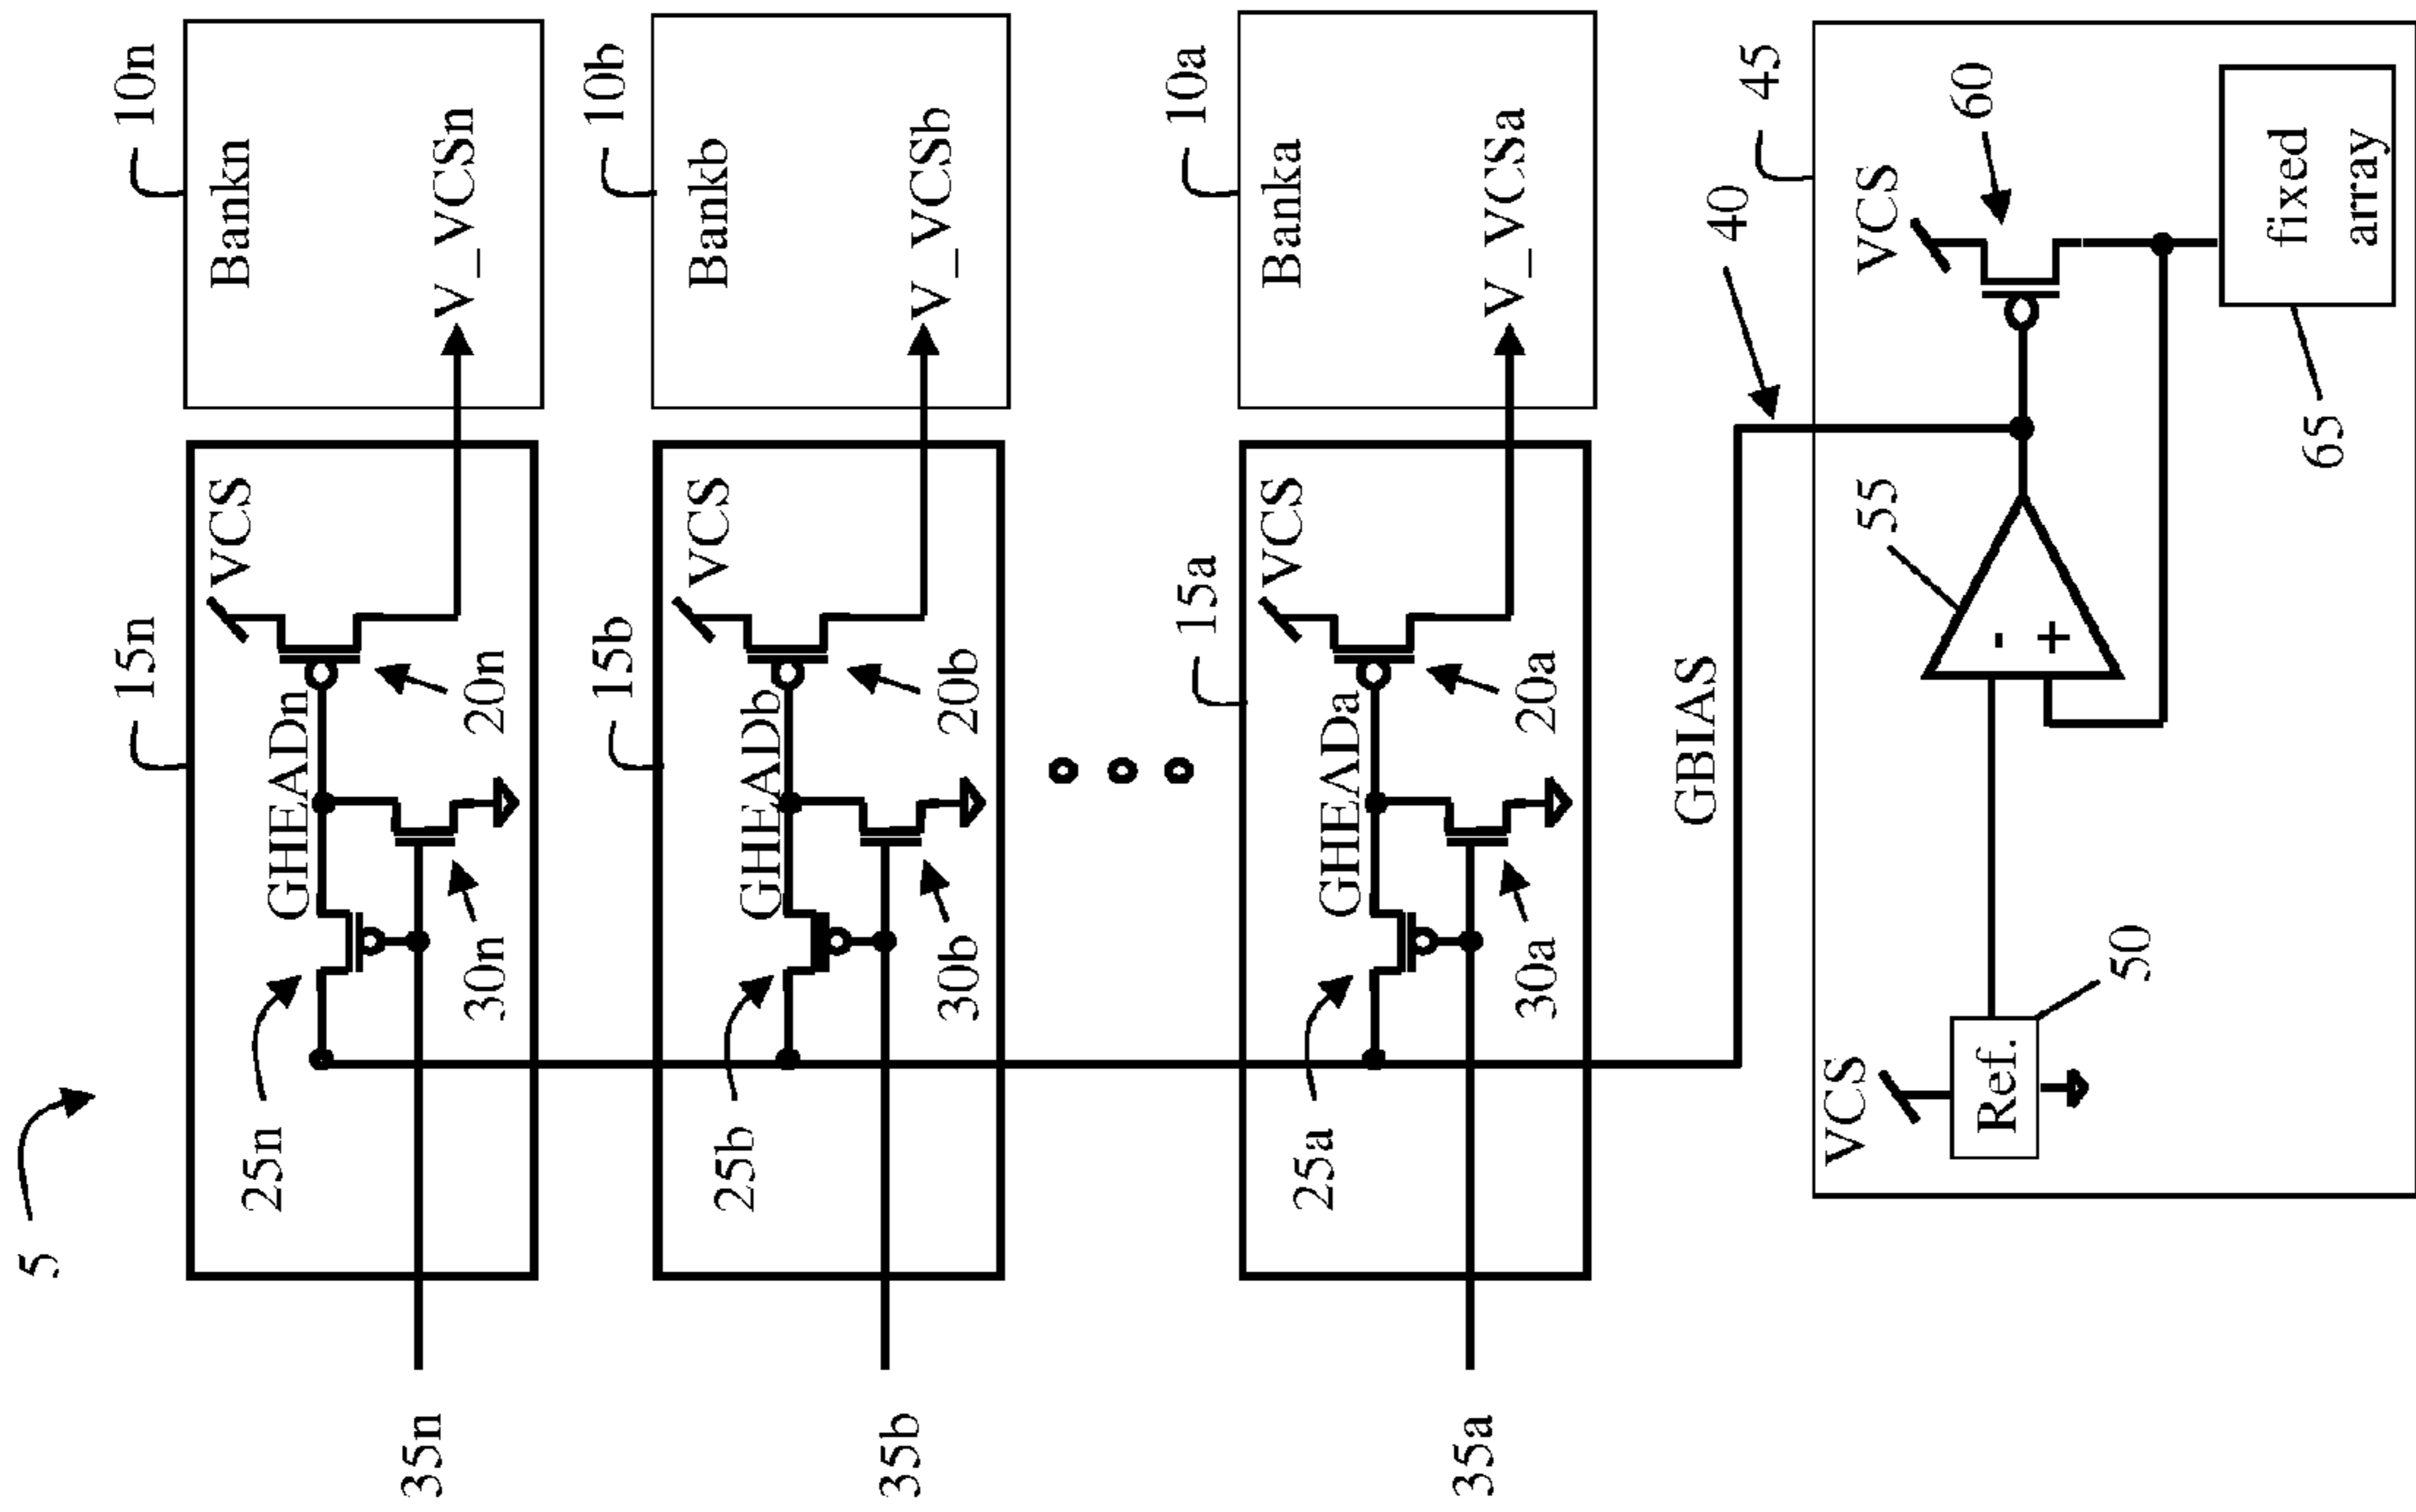 5
15n
10n
VCS
Bankn
GHEADn
V_VCSn
25n
20n
30n
35n
15b
10b
VCS
Bankb
GHEADb
V_VCSb
25b
20b
30b
35b
15a
10a
VCS
Banka
GHEADa
V_VCSa
25a
20a
30a
35a
GBIAS
40
45
VCS
55
VCS
60
Ref.
-
+
50
65
fixed
array